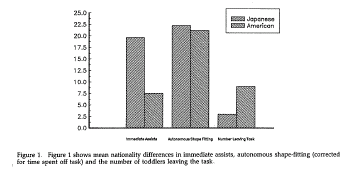 25.0
22.5
20.0
17.5
15.0
12.5
10.0
7.5
5.0
2.5
0.0
Japanese
American
Immediate Assists Autonomous Shape Fitting Number Leaving Task
Figure 1. Figure 1 shows mean nationality differences in immediate assists, autonomous shape-fitting (corrected
for time spent off task) and the number of toddlers leaving the task.